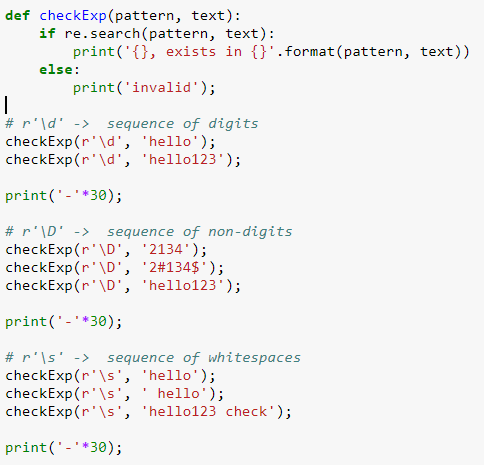 def checkExp(pattern, text):
    if re.search(pattern, text):
        print('{}, exists in {}'.format(pattern, text))
    else:
        print('invalid');
# r'\d' ->  sequence of digits
checkExp(r'\d', 'hello');
checkExp(r'\d', 'hello123');
print('-'*30);
# r'\D' ->  sequence of non-digits
checkExp(r'\D', '2134');
checkExp(r'\D', '2#134$');
checkExp(r'\D', 'hello123');
print('-'*30);
# r'\s' ->  sequence of whitespaces
checkExp(r'\s', 'hello');
checkExp(r'\s', ' hello');
checkExp(r'\s', 'hello123 check');
print('-'*30);